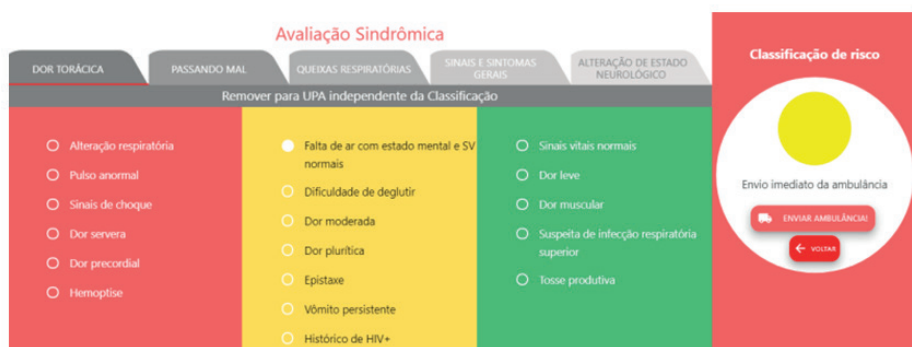 Avaliação Sindrômica
DOR TORÁCICA
PASSANDO MAL
QUEIXAS RESPIRATÓRIAS
SINAIS E SINTOMAS
GERAIS
ALTERAÇÃO DE ESTADO
NEUROLÓGICO
Remover para UPA independente da Classificação
Alteração respiratória
Pulso anormal
Sinais de choque
Dor servera
Dor precordial
Hemoptise
Falta de ar com estado mental e SV
normais
Dificuldade de deglutir
Dor moderada
Dor plurítica
Epistaxe
Vômito persistente
Histórico de HIV+
Sinais vitais normais
Dor leve
Dor muscular
Suspeita de infecção respiratória
superior
Tosse produtiva
Classificação de risco
Envio imediato da ambulância
ENVIAR AMBULÂNCIA!
VOLTAR